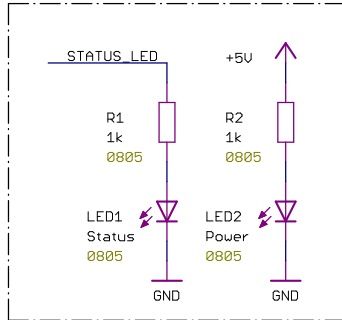 STATUS_LED
+5V
R1
1k
0805
R2
1k
0805
LED1
Status
0805
LED2
Power
0805
GND
GND